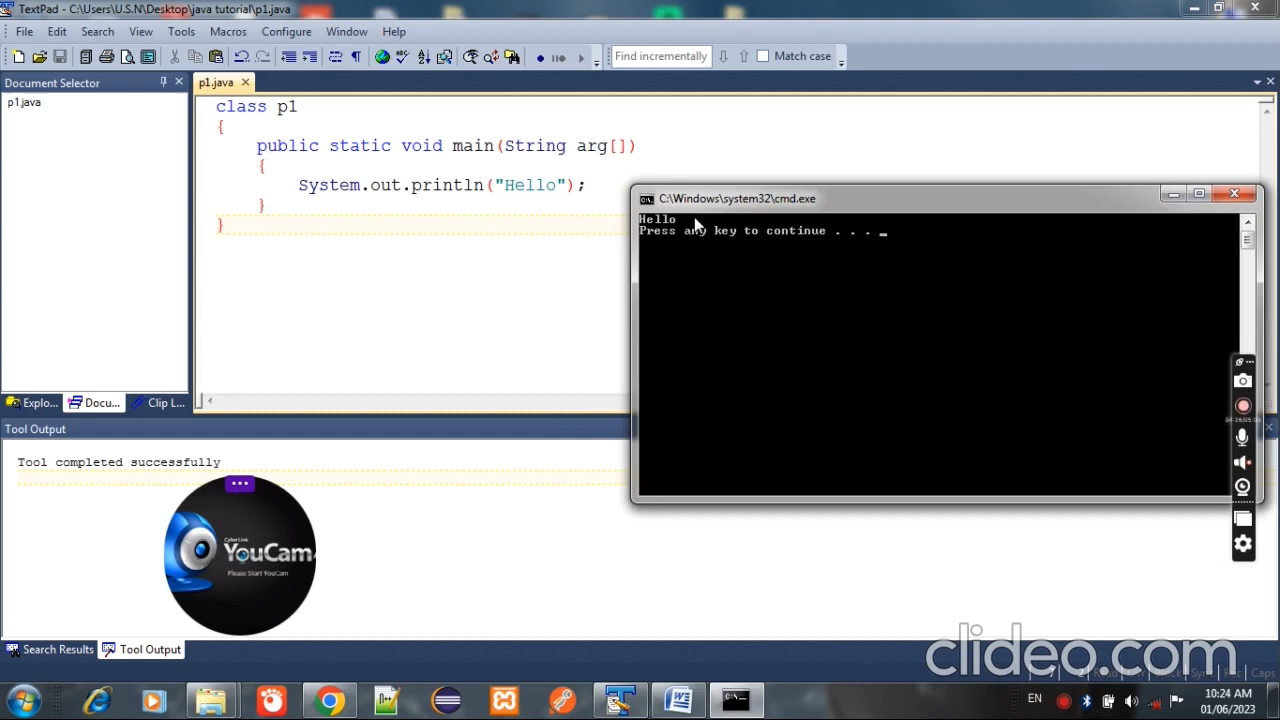 TextPad - C:\Users\U.S.N\Desktop\java tutorial\p1.java
File Edit Search View Tools Macros Configure Window Help
Find incrementally Match case
Document Selector
p1.java
p1.java
class p1
{
public static void main(String arg[])
{
System.out.println("Hello");
}
}
C:\Windows\system32\cmd.exe
Hello
Press any key to continue . . . _
Explo... Docu... Clip L...
Tool Output
Tool completed successfully
CyberLink
YouCam
Please Start YouCam
Search Results Tool Output
clideo.com
EN
10:24 AM
01/06/2023